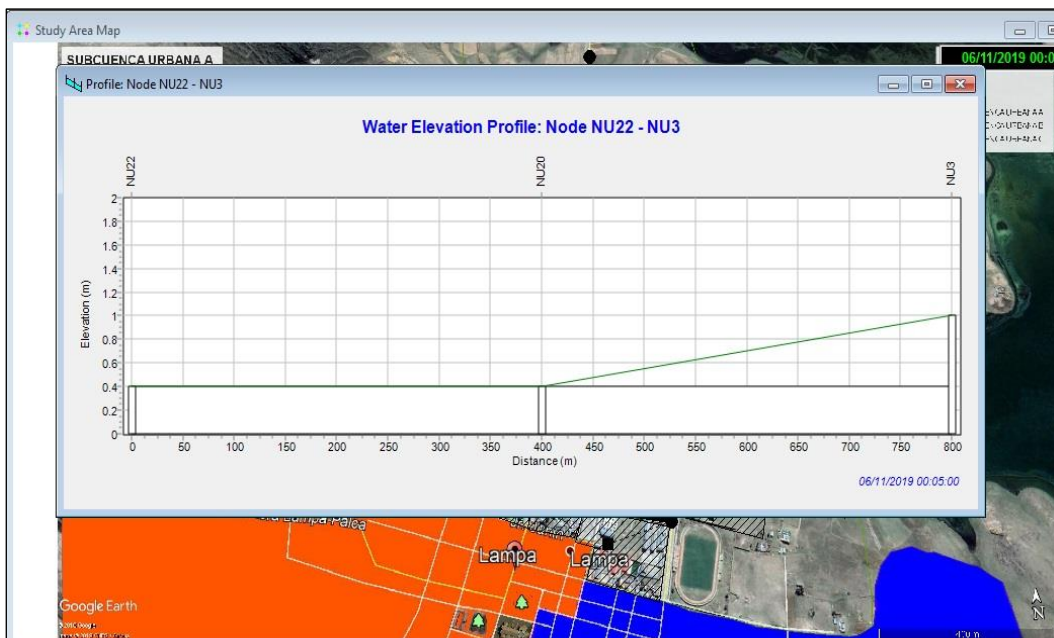 Study Area Map
SUBCUENCA URBANA A
06/11/2019 00:0
Profile: Node NU22 - NU3
Water Elevation Profile: Node NU22 - NU3
NU22
NU20
NU3
Elevation (m)
2
1.8
1.6
1.4
1.2
1
0.8
0.6
0.4
0.2
0
0 50 100 150 200 250 300 350 400 450 500 550 600 650 700 750 800
Distance (m)
06/11/2019 00:05:00
Lampa-Palca
Lampa
Lampa
Google Earth
N